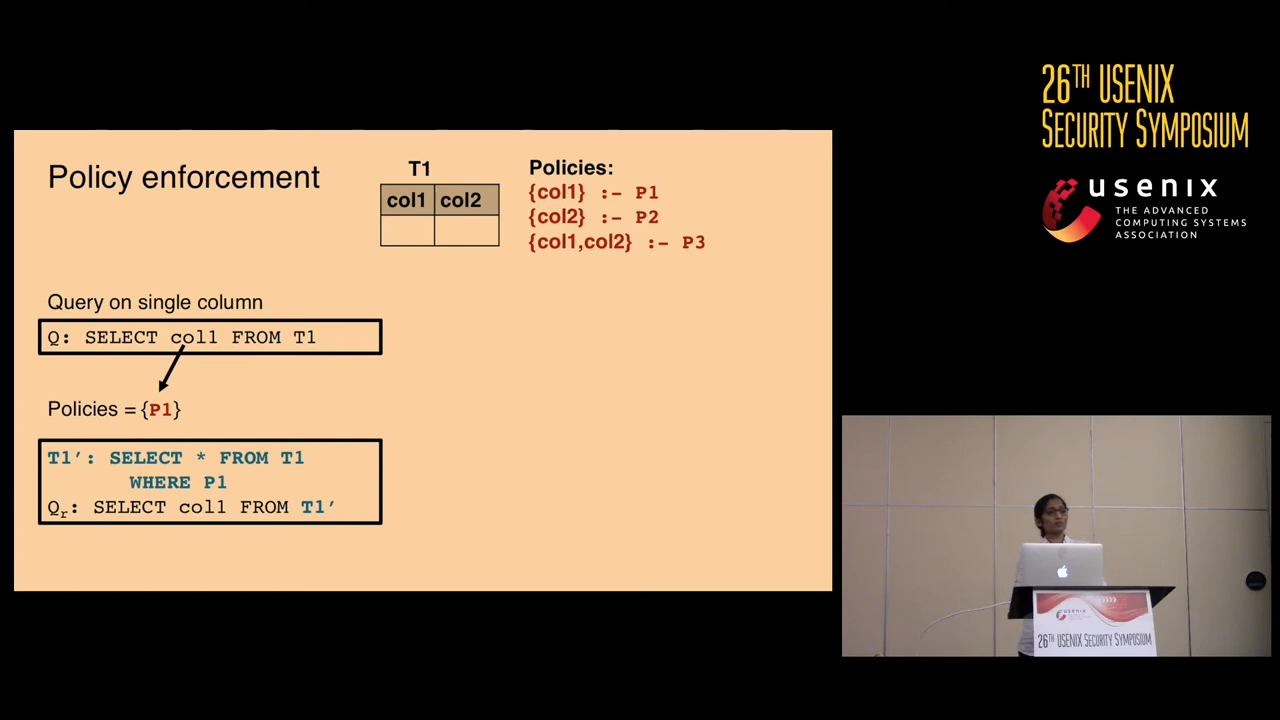 26TH USENIX
SECURITY SYMPOSIUM
usenix
THE ADVANCED
COMPUTING SYSTEMS
ASSOCIATION
Policy enforcement
T1
col1 col2
Policies:
{col1} :- P1
{col2} :- P2
{col1,col2} :- P3
Query on single column
Q: SELECT col1 FROM T1
Policies = {P1}
T1′: SELECT * FROM T1
WHERE P1
Qr: SELECT col1 FROM T1′
usenix
26TH USENIX SECURITY SYMPOSIUM